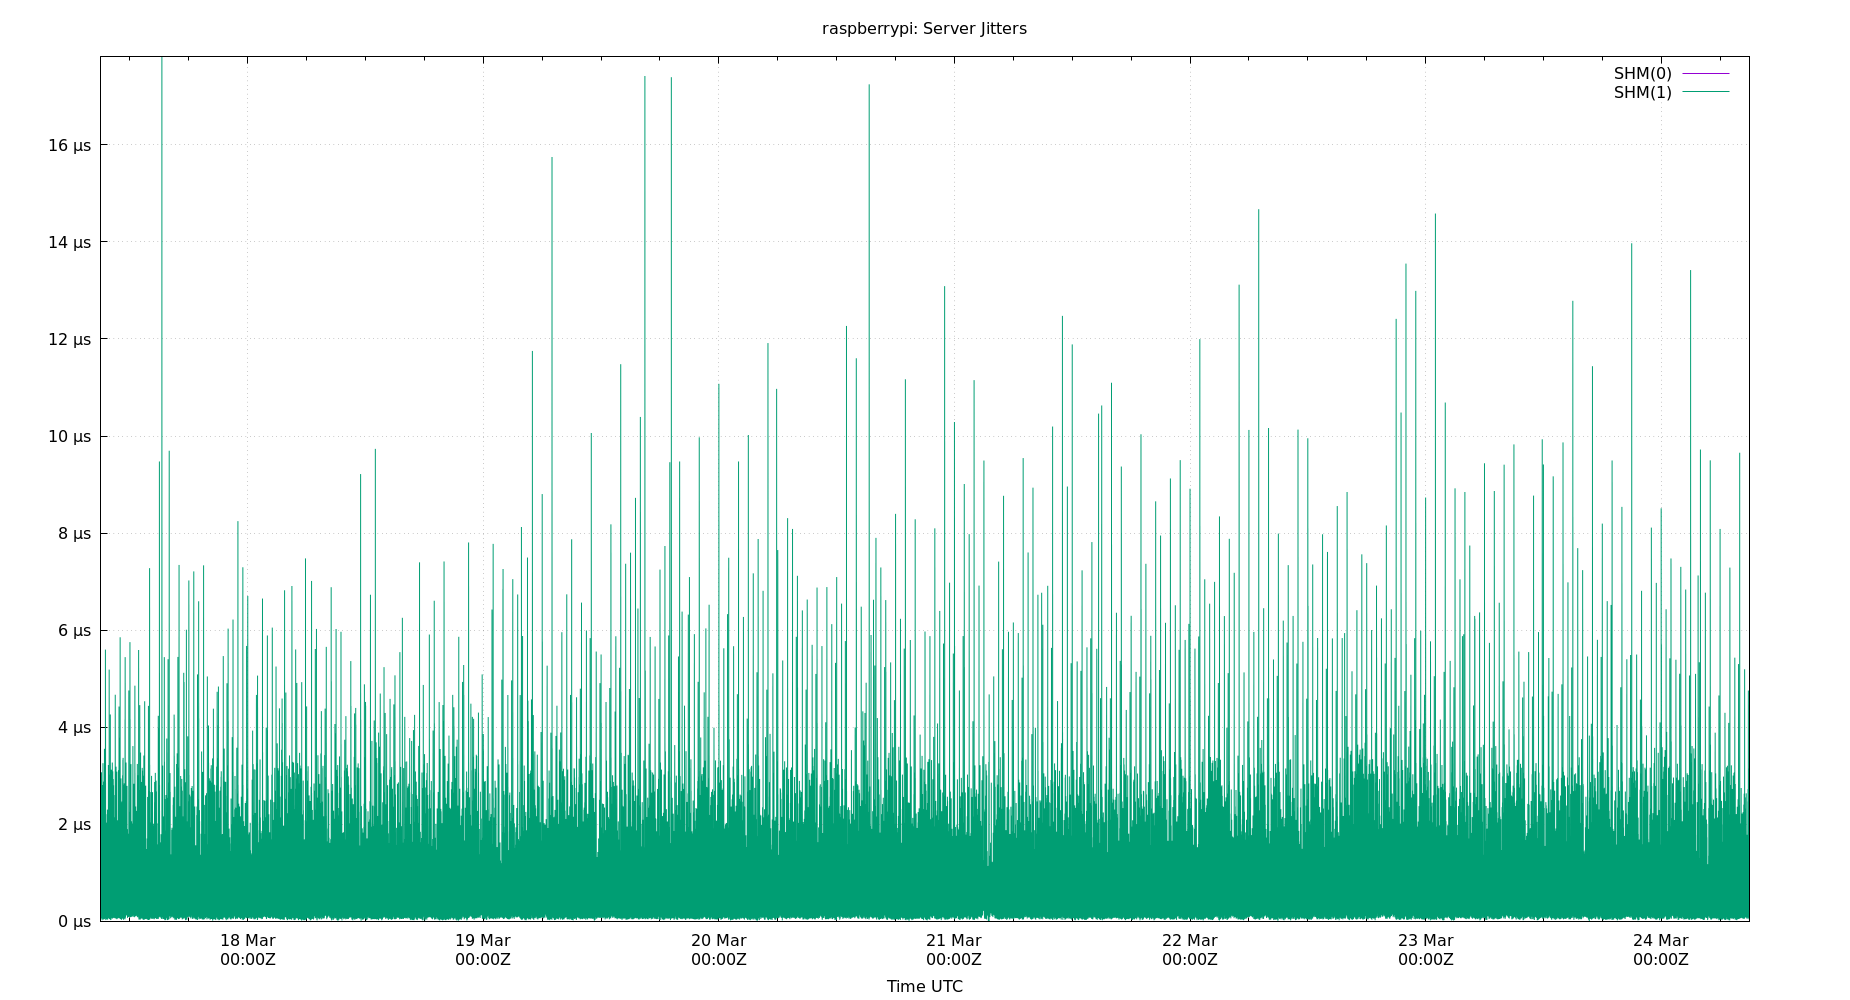 raspberrypi: Server Jitters
SHM(0)
SHM(1)
16 µs
14 µs
12 µs
10 µs
8 µs
6 µs
4 µs
2 µs
0 µs
18 Mar 19 Mar 20 Mar 21 Mar 22 Mar 23 Mar 24 Mar
00:00Z 00:00Z 00:00Z 00:00Z 00:00Z 00:00Z 00:00Z
Time UTC